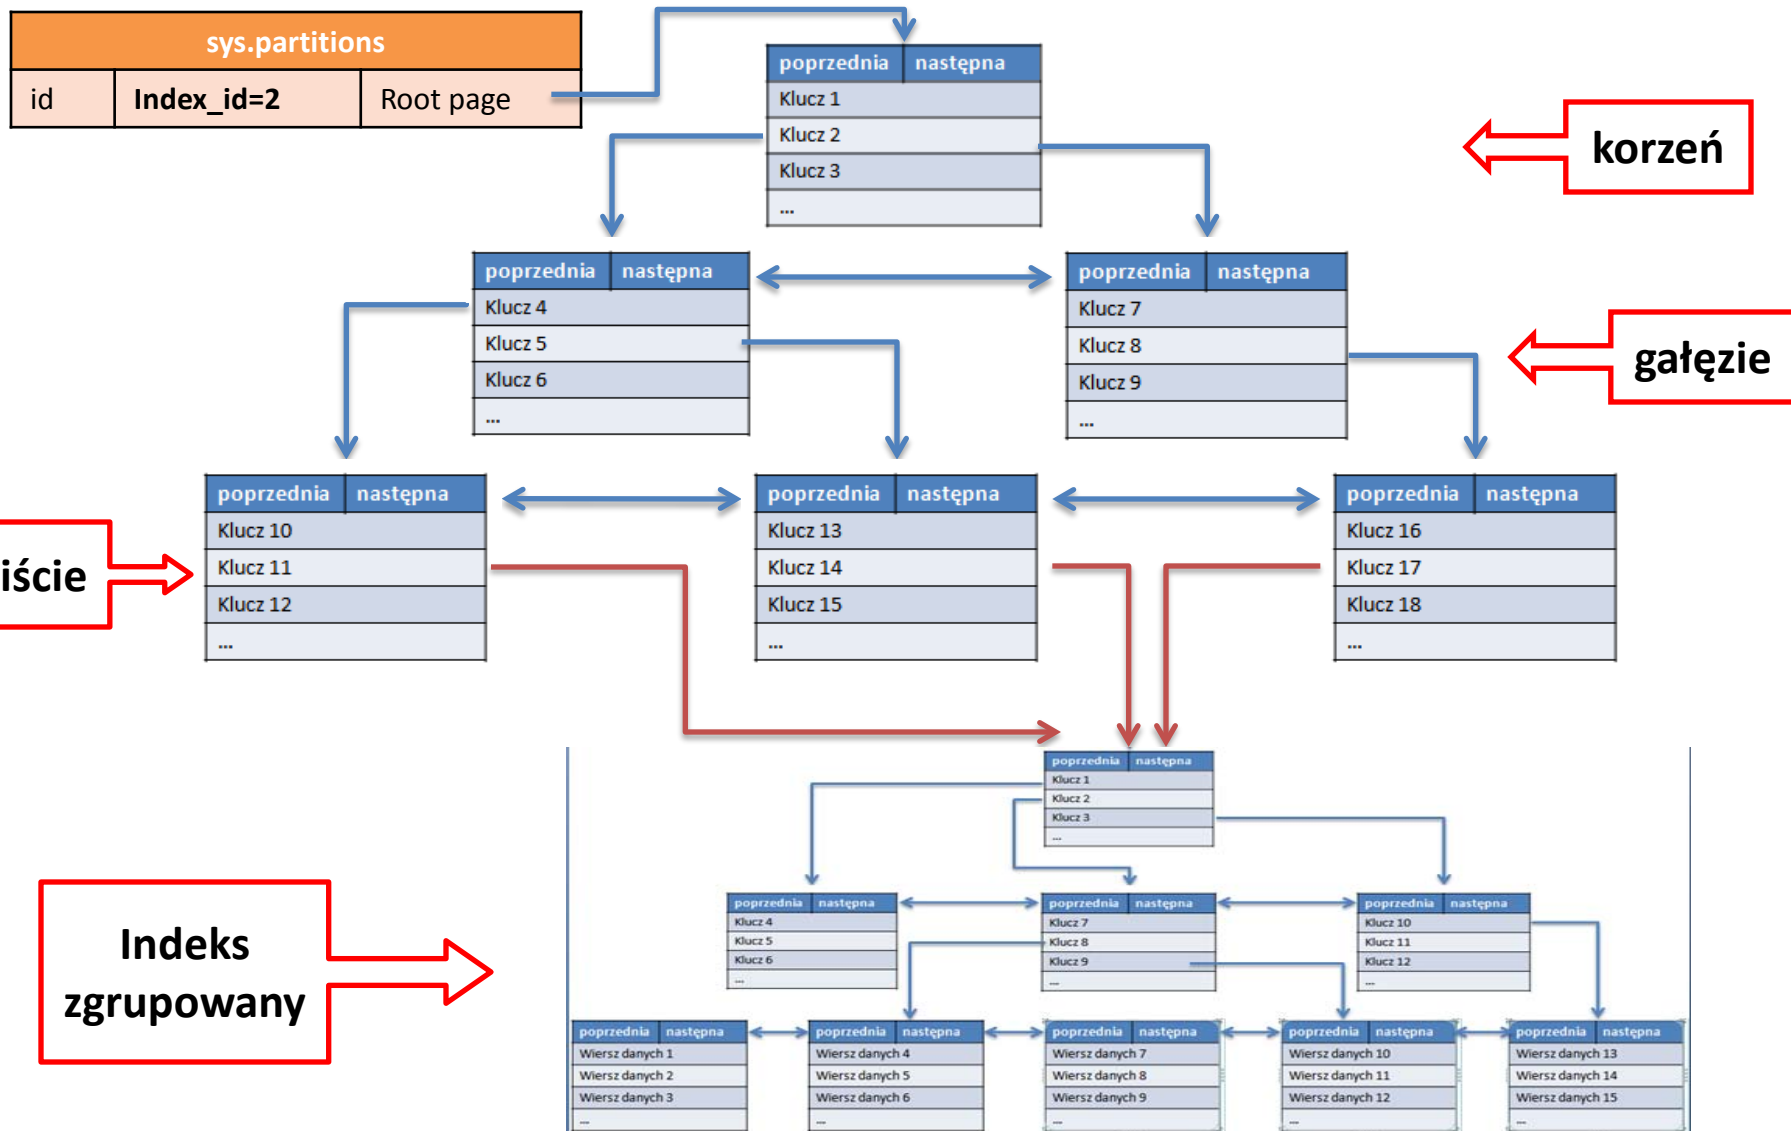 sys.partitions
id Index_id=2 Root page
poprzednia następna
Klucz 1
Klucz 2
Klucz 3
...
korzeń
poprzednia następna
Klucz 4
Klucz 5
Klucz 6
...
poprzednia następna
Klucz 7
Klucz 8
Klucz 9
...
gałęzie
poprzednia następna
Klucz 10
Klucz 11
Klucz 12
...
poprzednia następna
Klucz 13
Klucz 14
Klucz 15
...
poprzednia następna
Klucz 16
Klucz 17
Klucz 18
...
iście
poprzednia następna
Klucz 1
Klucz 2
Klucz 3
...
Indeks
zgrupowany
poprzednia następna
Klucz 4
Klucz 5
Klucz 6
...
poprzednia następna
Klucz 7
Klucz 8
Klucz 9
...
poprzednia następna
Klucz 10
Klucz 11
Klucz 12
...
poprzednia następna
Wiersz danych 1
Wiersz danych 2
Wiersz danych 3
...
poprzednia następna
Wiersz danych 4
Wiersz danych 5
Wiersz danych 6
...
poprzednia następna
Wiersz danych 7
Wiersz danych 8
Wiersz danych 9
...
poprzednia następna
Wiersz danych 10
Wiersz danych 11
Wiersz danych 12
...
poprzednia następna
Wiersz danych 13
Wiersz danych 14
Wiersz danych 15
...